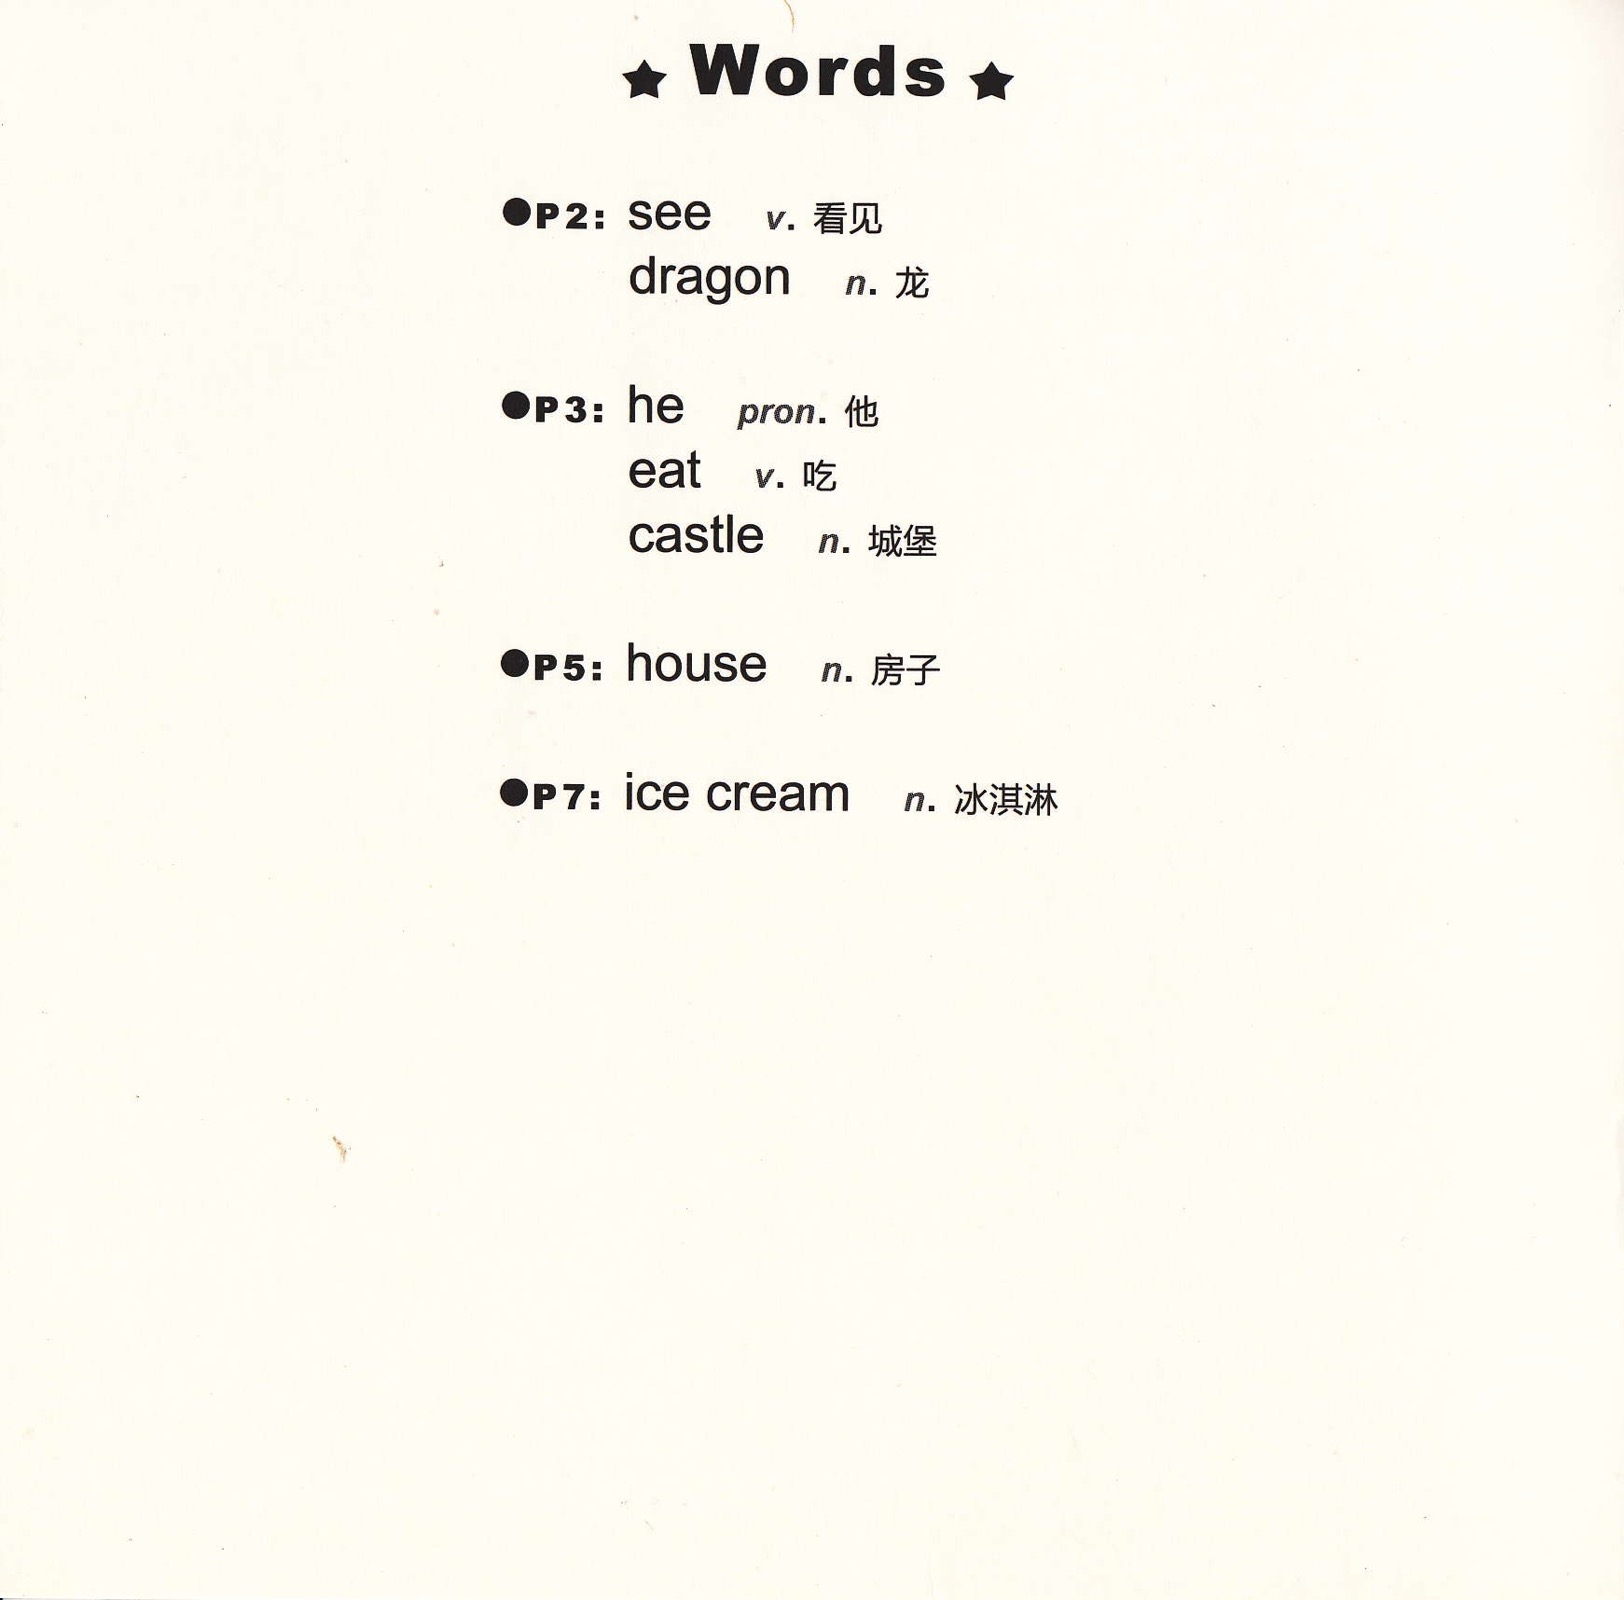 ★ Words ★
●P2: see v. 看见
dragon n. 龙
●P3: he pron. 他
eat v. 吃
castle n. 城堡
●P5: house n. 房子
●P7: ice cream n. 冰淇淋